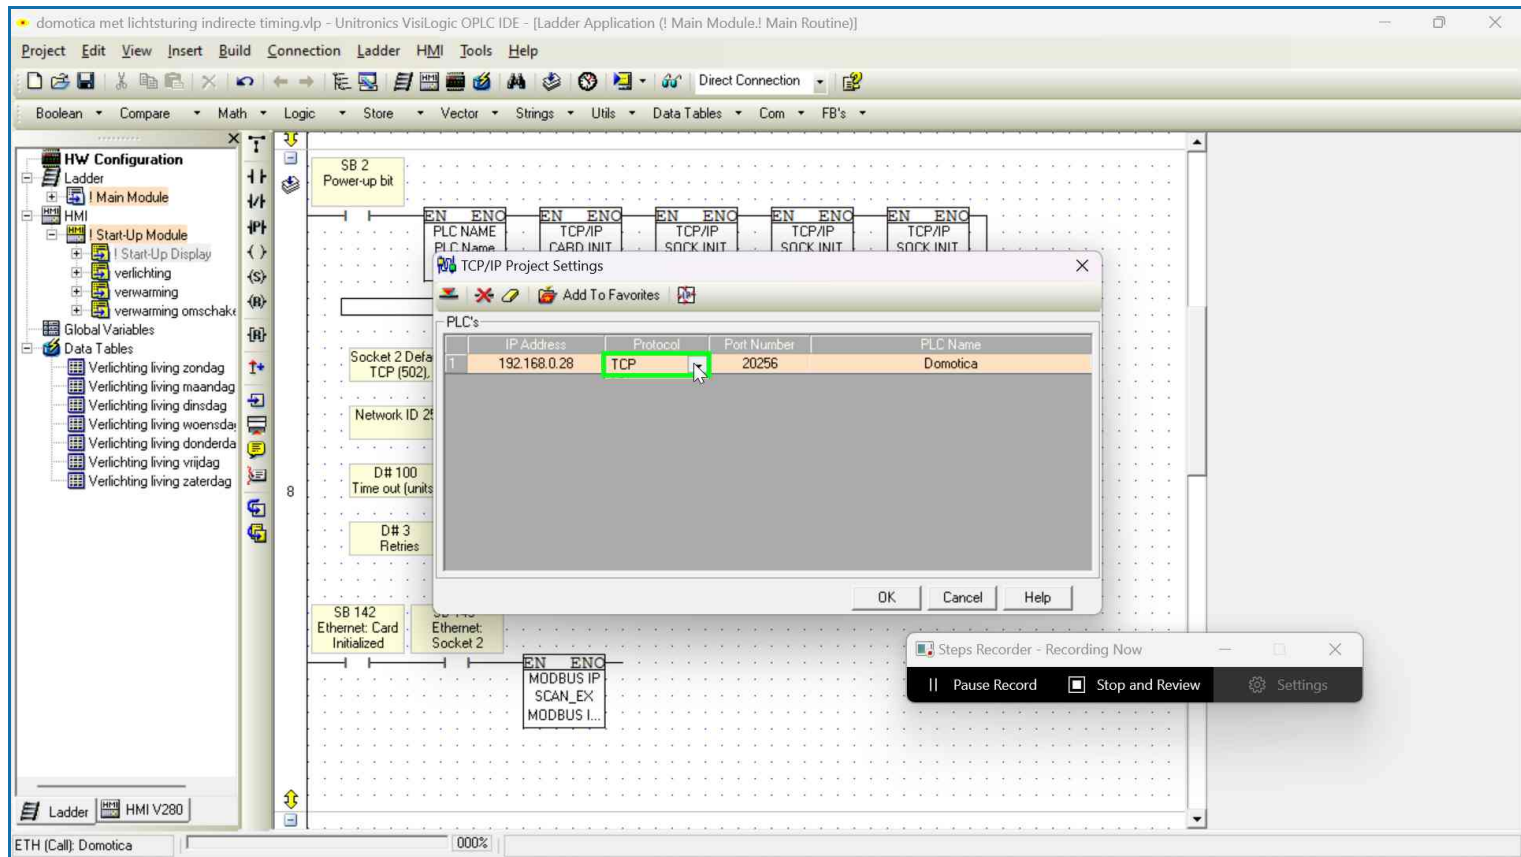 domotica met lichtsturing indirecte timing.vlp - Unitronics VisiLogic OPLC IDE - [Ladder Application (! Main Module.! Main Routine)]
Project Edit View Insert Build Connection Ladder HMI Tools Help
Direct Connection
Boolean Compare Math Logic Store Vector Strings Utils Data Tables Com FB's
HW Configuration
Ladder
! Main Module
HMI
! Start-Up Module
! Start-Up Display
verlichting
verwarming
verwarming omschake
Global Variables
Data Tables
Verlichting living zondag
Verlichting living maandag
Verlichting living dinsdag
Verlichting living woensda
Verlichting living donderda
Verlichting living vrijdag
Verlichting living zaterdag
Ladder
HMI V280
SB 2
Power-up bit
EN ENO
PLC NAME
PLC Name
EN ENO
TCP/IP
CARD INIT
EN ENO
TCP/IP
SOCK INIT
EN ENO
TCP/IP
SOCK INIT
EN ENO
TCP/IP
SOCK INIT
Socket 2 Defa
TCP (502),
Network ID 25
D# 100
Time out (units
8
D# 3
Retries
TCP/IP Project Settings
Add To Favorites
PLC's
IP Address Protocol Port Number PLC Name
1 192.168.0.28 TCP 20256 Domotica
OK Cancel Help
SB 142
Ethernet: Card
Initialized
Ethernet:
Socket 2
EN ENO
MODBUS IP
SCAN_EX
MODBUS I...
Steps Recorder - Recording Now
Pause Record Stop and Review Settings
ETH (Call): Domotica
000%